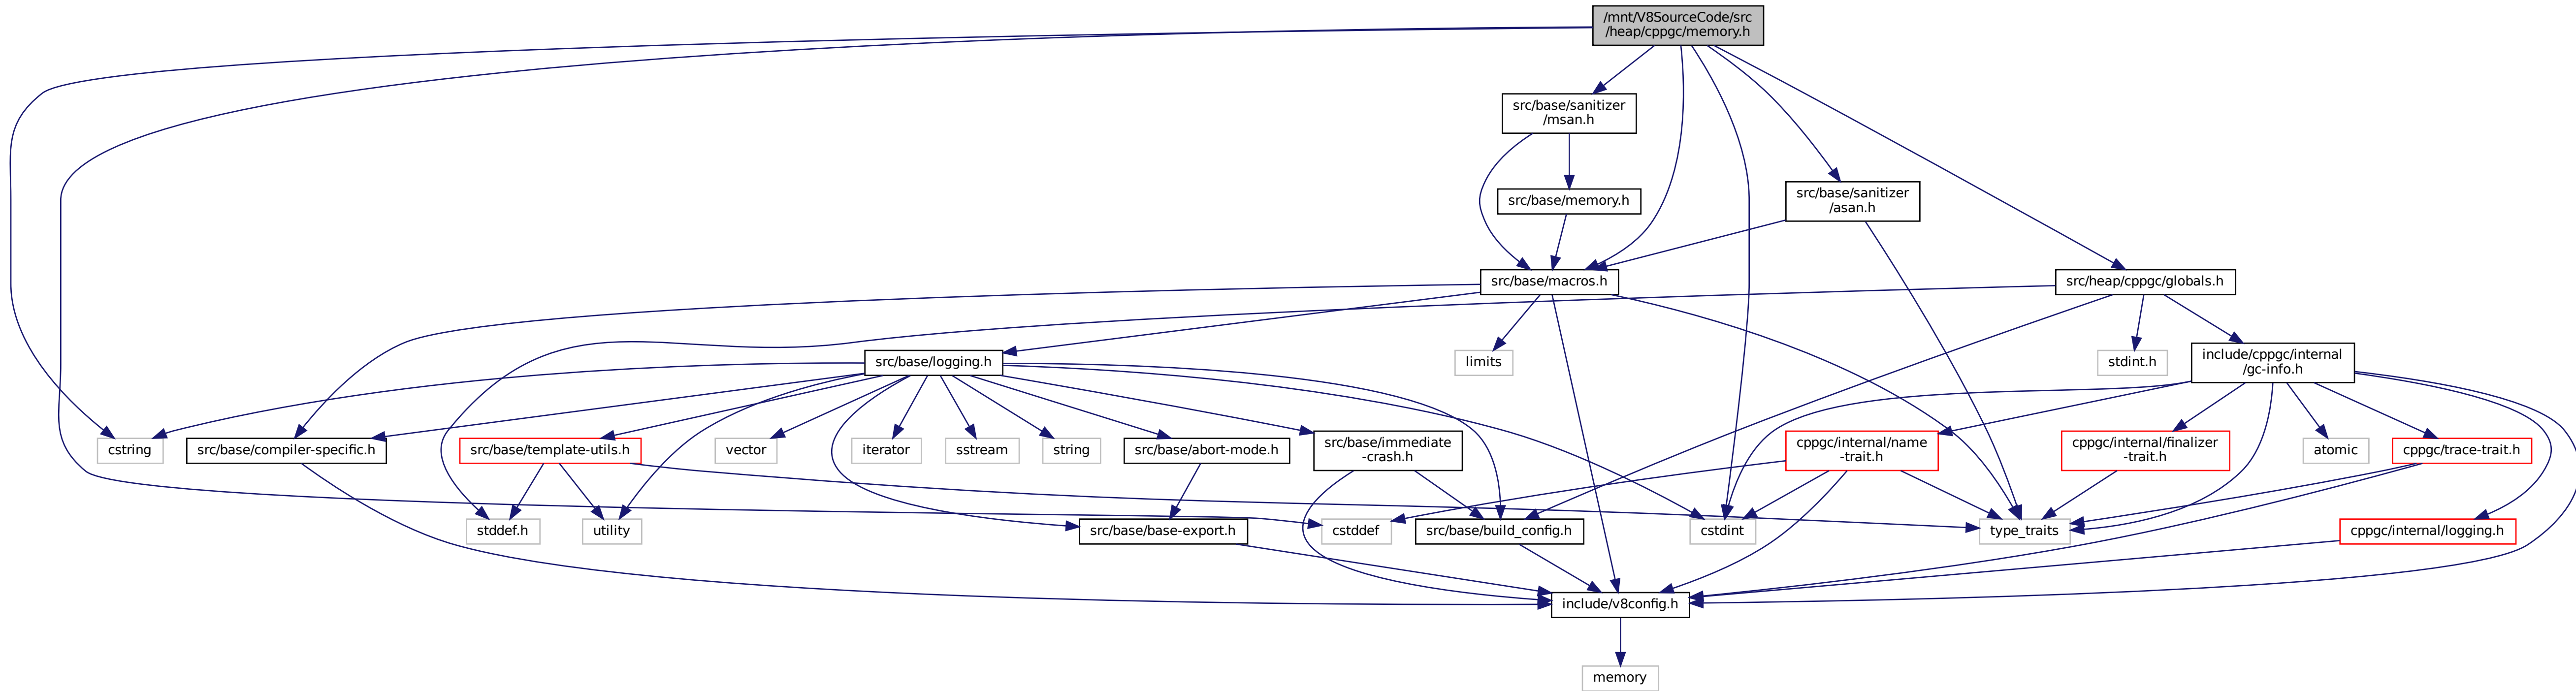 /mnt/V8SourceCode/src
/heap/cppgc/memory.h
src/base/sanitizer
/msan.h
src/base/memory.h
src/base/sanitizer
/asan.h
src/base/macros.h
src/heap/cppgc/globals.h
src/base/logging.h
limits
stdint.h
include/cppgc/internal
/gc-info.h
cstring
src/base/compiler-specific.h
src/base/template-utils.h
vector
iterator
sstream
string
src/base/abort-mode.h
src/base/immediate
-crash.h
cppgc/internal/name
-trait.h
cppgc/internal/finalizer
-trait.h
atomic
cppgc/trace-trait.h
stddef.h
utility
src/base/base-export.h
cstddef
src/base/build_config.h
cstdint
type_traits
cppgc/internal/logging.h
include/v8config.h
memory